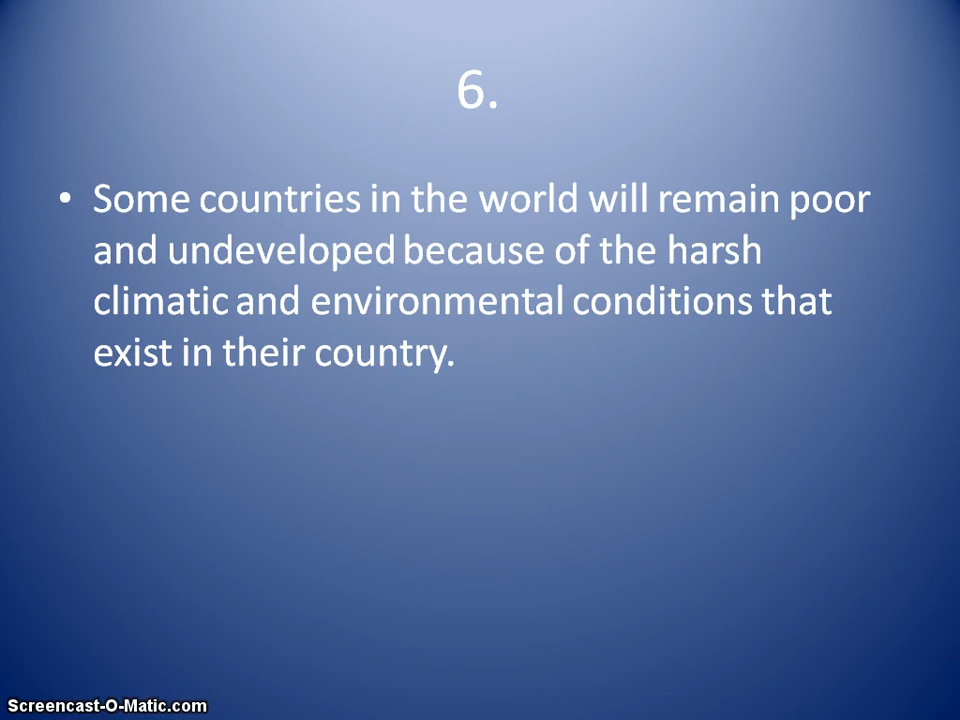 6.
• Some countries in the world will remain poor
and undeveloped because of the harsh
climatic and environmental conditions that
exist in their country.
Screencast-O-Matic.com